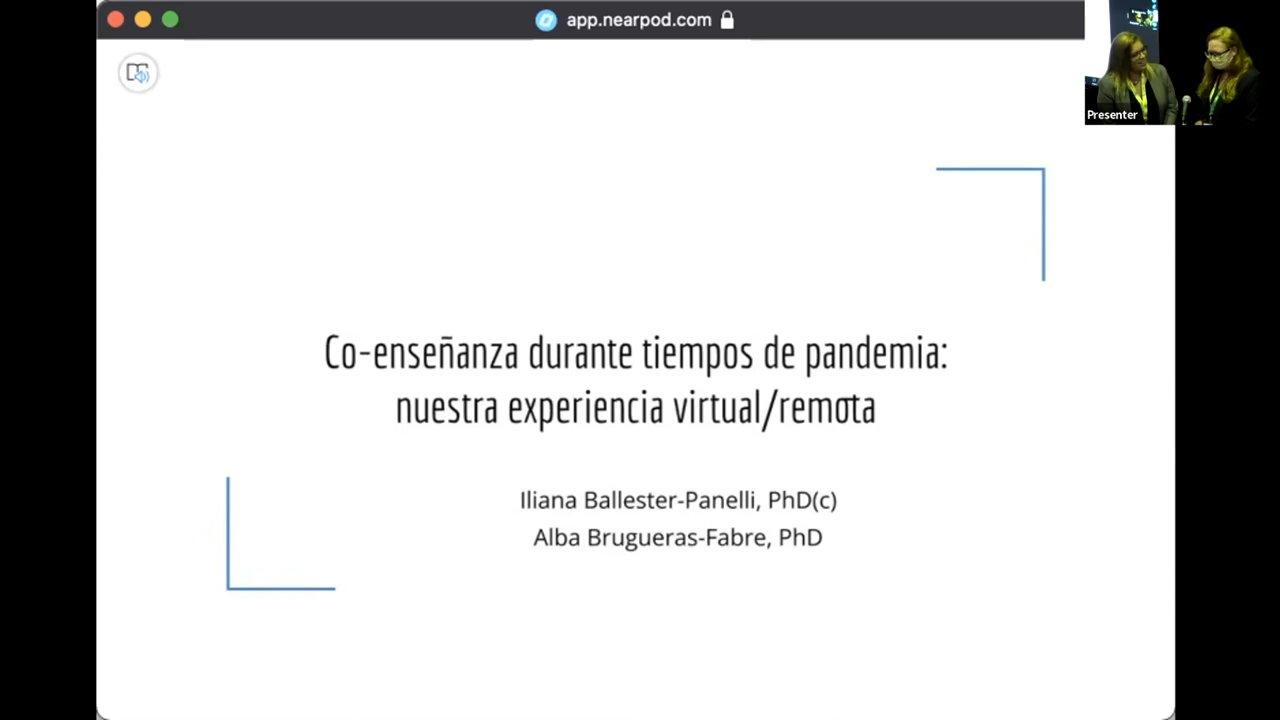 app.nearpod.com
Presenter
Co-enseñanza durante tiempos de pandemia:
nuestra experiencia virtual/remota
Iliana Ballester-Panelli, PhD(c)
Alba Brugueras-Fabre, PhD